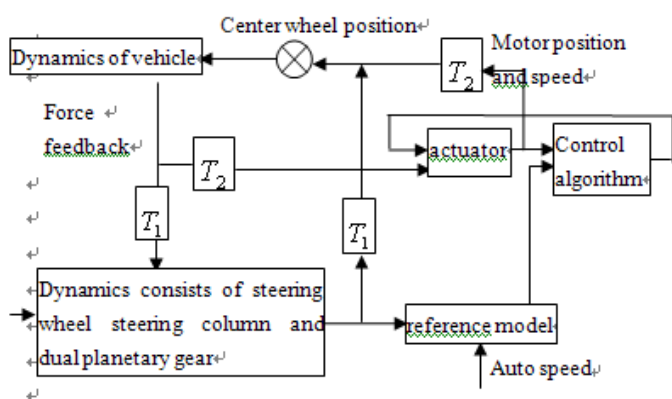 Center wheel position
Dynamics of vehicle
Motor position
and speed
T₂
Force
feedback
T₂
actuator
Control
algorithm
T₁
T₁
Dynamics consists of steering
wheel steering column and
dual planetary gear
reference model
Auto speed